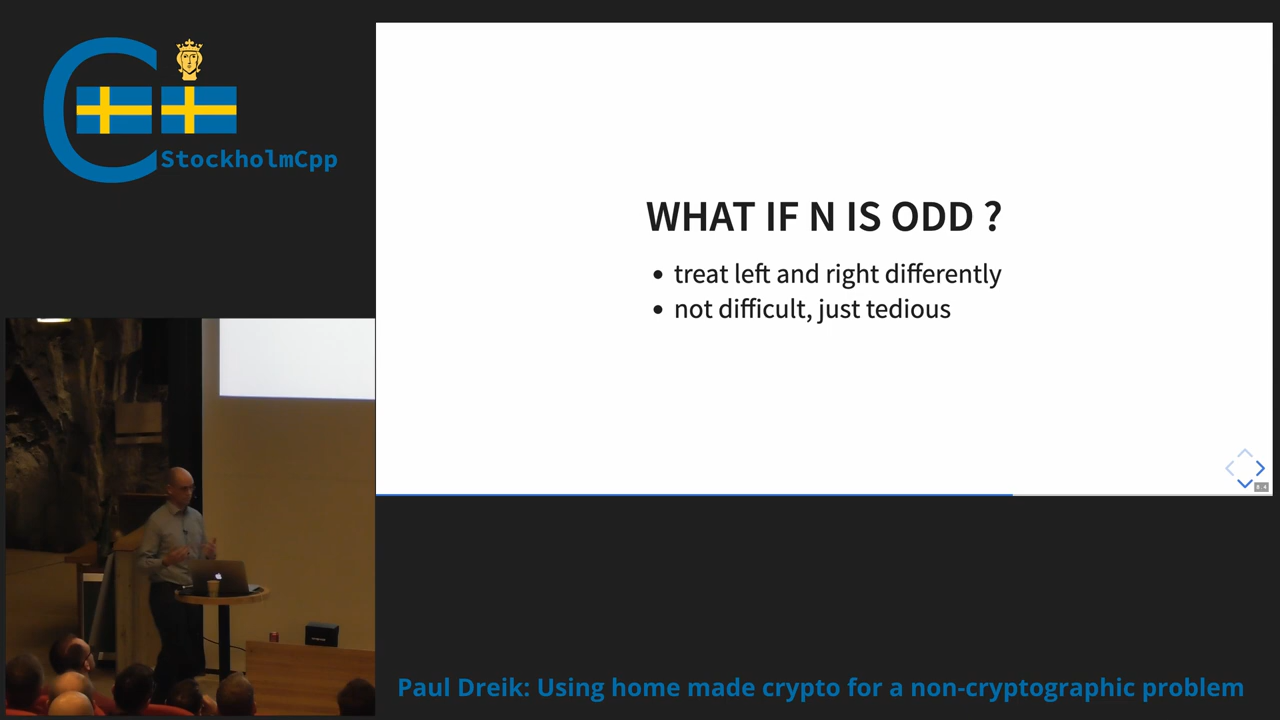 StockholmCpp
WHAT IF N IS ODD ?
treat left and right differently
not difficult, just tedious
Paul Dreik: Using home made crypto for a non-cryptographic problem